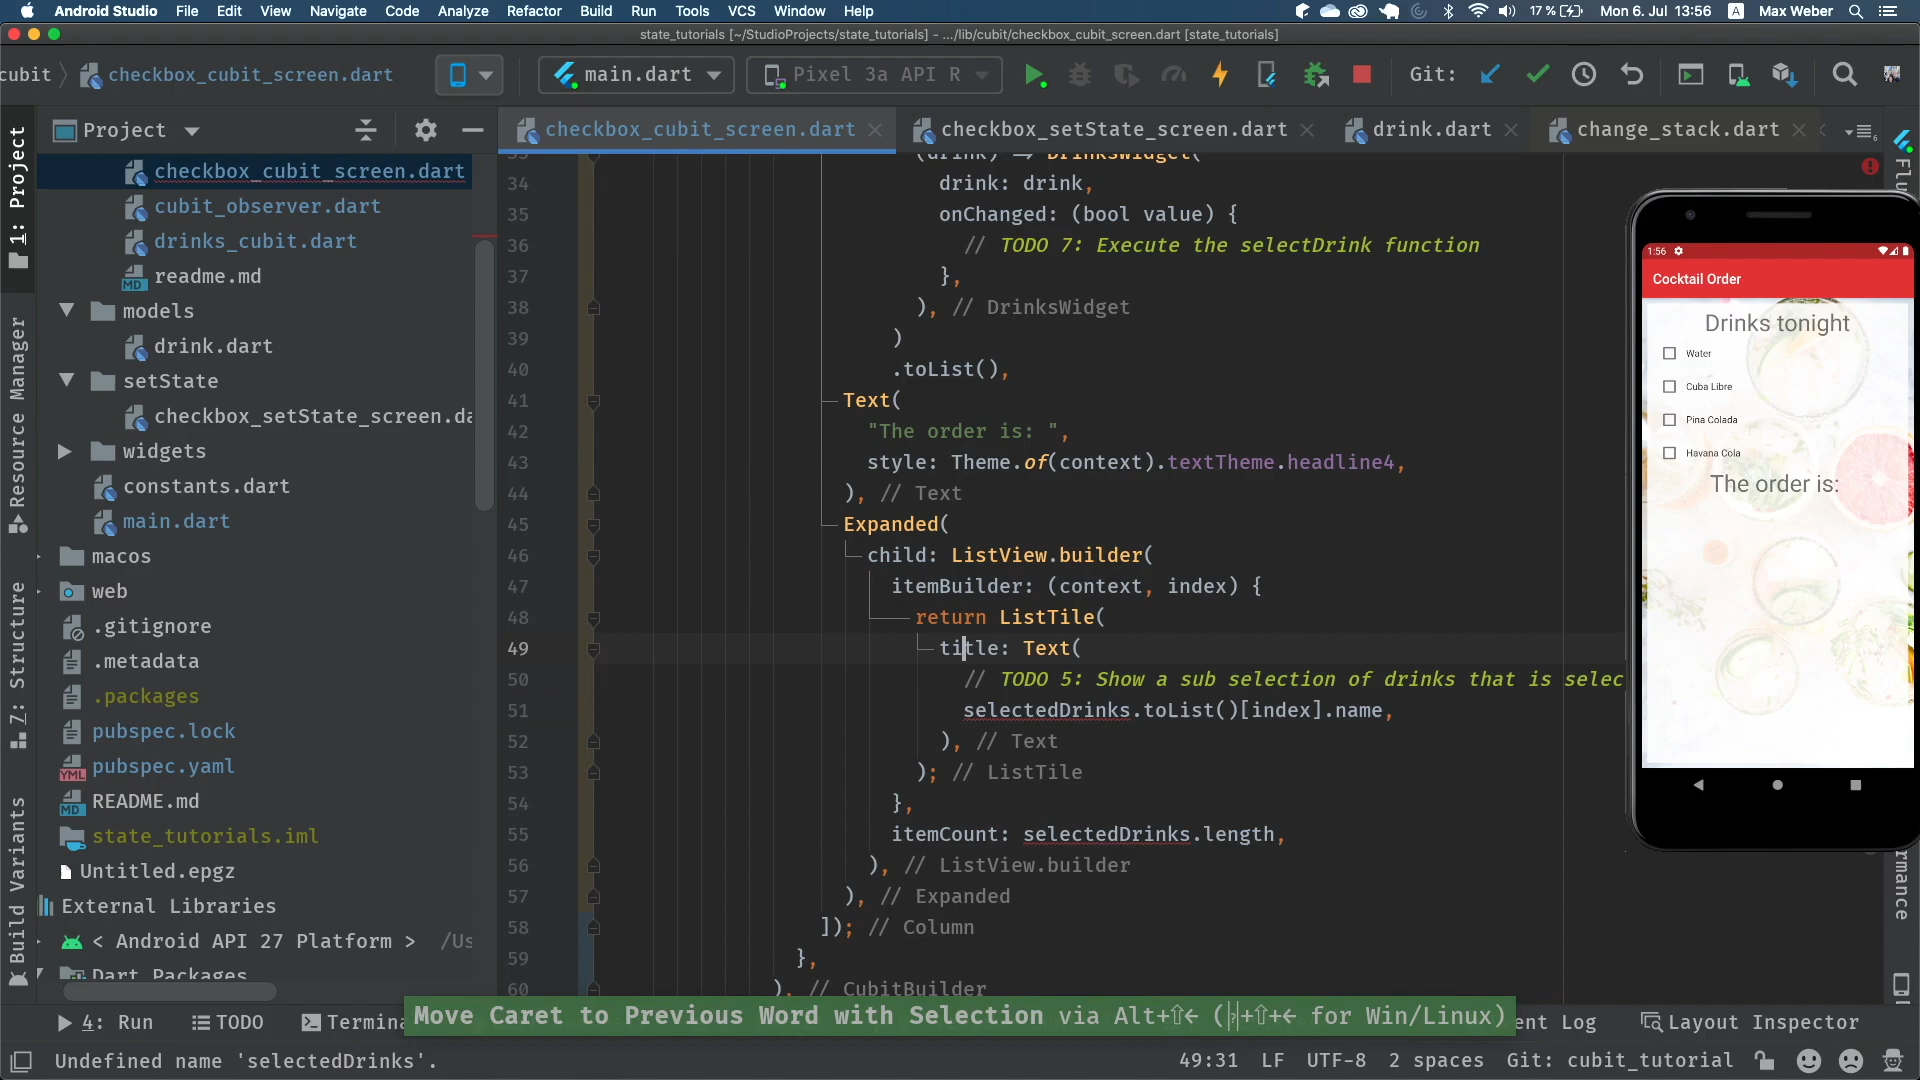 Android Studio File Edit View Navigate Code Analyze Refactor Build Run Tools VCS Window Help 17 % Mon 6. Jul 13:56 A Max Weber
state_tutorials [~/StudioProjects/state_tutorials] - .../lib/cubit/checkbox_cubit_screen.dart [state_tutorials]
cubit checkbox_cubit_screen.dart main.dart Pixel 3a API R Git:
Project
checkbox_cubit_screen.dart checkbox_setState_screen.dart drink.dart change_stack.dart
1: Project
Resource Manager
7: Structure
Build Variants
checkbox_cubit_screen.dart
cubit_observer.dart
drinks_cubit.dart
MD readme.md
models
drink.dart
setState
checkbox_setState_screen.da
widgets
constants.dart
main.dart
macos
web
.gitignore
.metadata
.packages
pubspec.lock
YML pubspec.yaml
MD README.md
state_tutorials.iml
Untitled.epgz
External Libraries
< Android API 27 Platform > /Us
Dart Packages
33 (drink) => DrinksWidget(
34 drink: drink,
35 onChanged: (bool value) {
36 // TODO 7: Execute the selectDrink function
37 },
38 ), // DrinksWidget
39 )
40 .toList(),
41 Text(
42 "The order is: ",
43 style: Theme.of(context).textTheme.headline4,
44 ), // Text
45 Expanded(
46 child: ListView.builder(
47 itemBuilder: (context, index) {
48 return ListTile(
49 title: Text(
50 // TODO 5: Show a sub selection of drinks that is selec
51 selectedDrinks.toList()[index].name,
52 ), // Text
53 ); // ListTile
54 },
55 itemCount: selectedDrinks.length,
56 ), // ListView.builder
57 ), // Expanded
58 ]); // Column
59 },
60 ), // CubitBuilder
1:56
Cocktail Order
Drinks tonight
Water
Cuba Libre
Pina Colada
Havana Cola
The order is:
Flu
rmance
Move Caret to Previous Word with Selection via Alt+⇧← ( +⇧+← for Win/Linux)
4: Run TODO Termina ent Log Layout Inspector
Undefined name 'selectedDrinks'. 49:31 LF UTF-8 2 spaces Git: cubit_tutorial